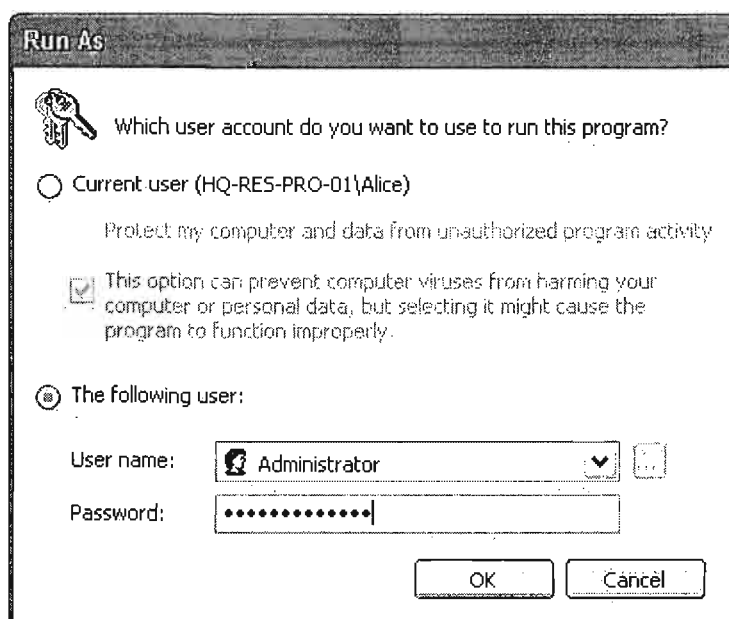 Run As
Which user account do you want to use to run this program?
Current user (HQ-RES-PRO-01\Alice)
Protect my computer and data from unauthorized program activity
This option can prevent computer viruses from harming your
computer or personal data, but selecting it might cause the
program to function improperly.
The following user:
User name: Administrator ...
Password: •••••••••••••
OK Cancel